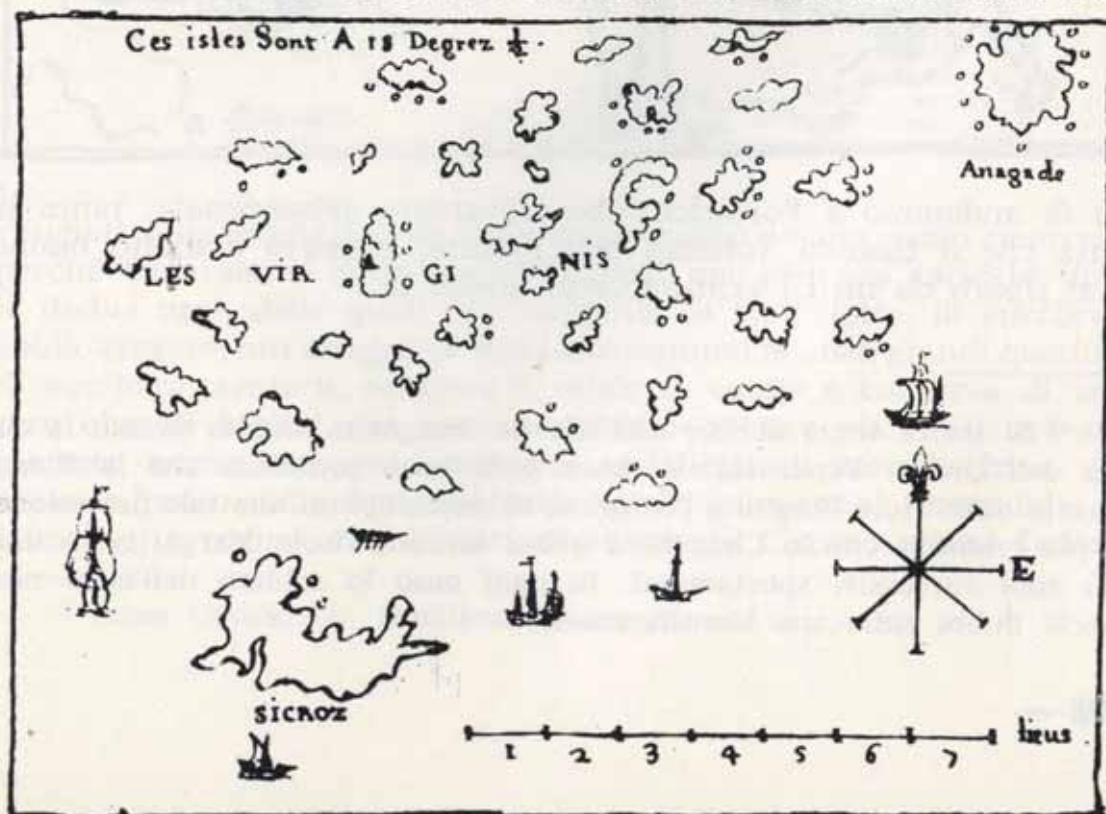 Ces isles Sont A 18 Degrez ½.
Anagade
LES VIR GI NIS
E
SICROZ
1 2 3 4 5 6 7 lieus